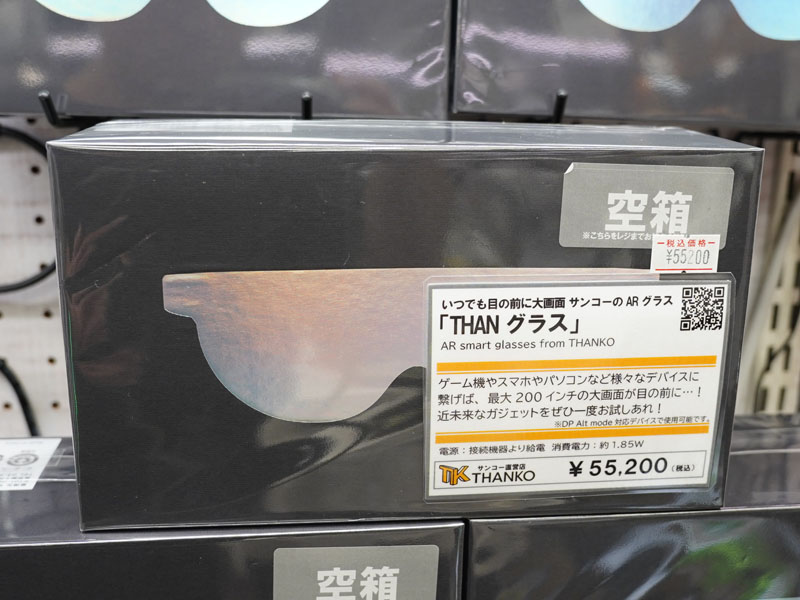 空箱
※こちらをレジまでお
税込価格
¥55200
いつでも目の前に大画面 サンコーの AR グラス
「THAN グラス」
AR smart glasses from THANKO
ゲーム機やスマホやパソコンなど様々なデバイスに
繋げば、最大 200 インチの大画面が目の前に…！
近未来なガジェットをぜひ一度お試しあれ！
※DP Alt mode 対応デバイスで使用可能です。
電源：接続機器より給電 消費電力：約 1.85W
TK サンコー直営店
THANKO
¥55,200 (税込)
空箱